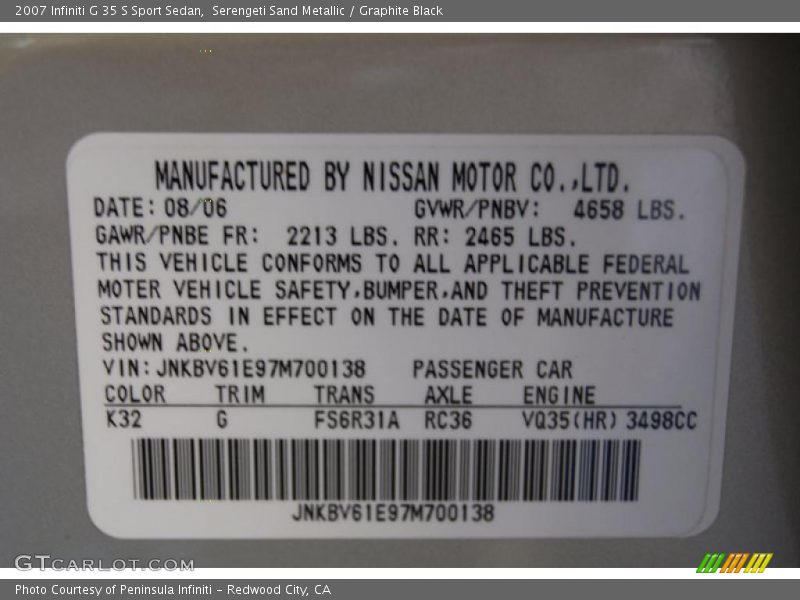 2007 Infiniti G 35 S Sport Sedan,  Serengeti Sand Metallic / Graphite Black
MANUFACTURED BY NISSAN MOTOR CO.,LTD.
DATE: 08/06 GVWR/PNBV: 4658 LBS.
GAWR/PNBE FR: 2213 LBS. RR: 2465 LBS.
THIS VEHICLE CONFORMS TO ALL APPLICABLE FEDERAL
MOTER VEHICLE SAFETY,BUMPER,AND THEFT PREVENTION
STANDARDS IN EFFECT ON THE DATE OF MANUFACTURE
SHOWN ABOVE.
VIN: JNKBV61E97M700138 PASSENGER CAR
COLOR TRIM TRANS AXLE ENGINE
K32 G FS6R31A RC36 VQ35(HR) 3498CC
JNKBV61E97M700138
GTCARLOT.COM
Photo Courtesy of Peninsula Infiniti - Redwood City, CA